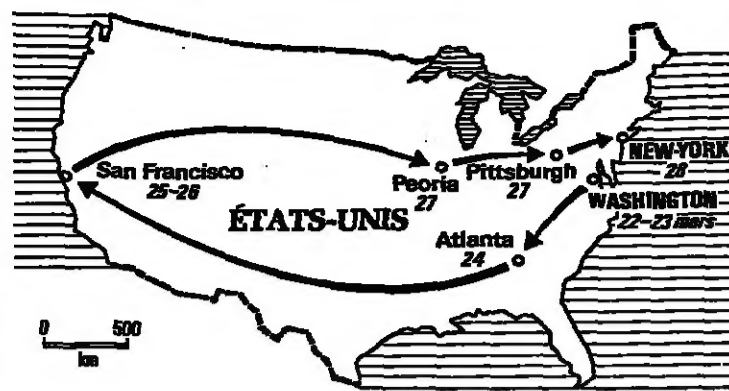 San Francisco
25-26
Peoria
27
Pittsburgh
27
NEW-YORK
28
WASHINGTON
22-23 mars
ÉTATS-UNIS
Atlanta
24
0 500
km